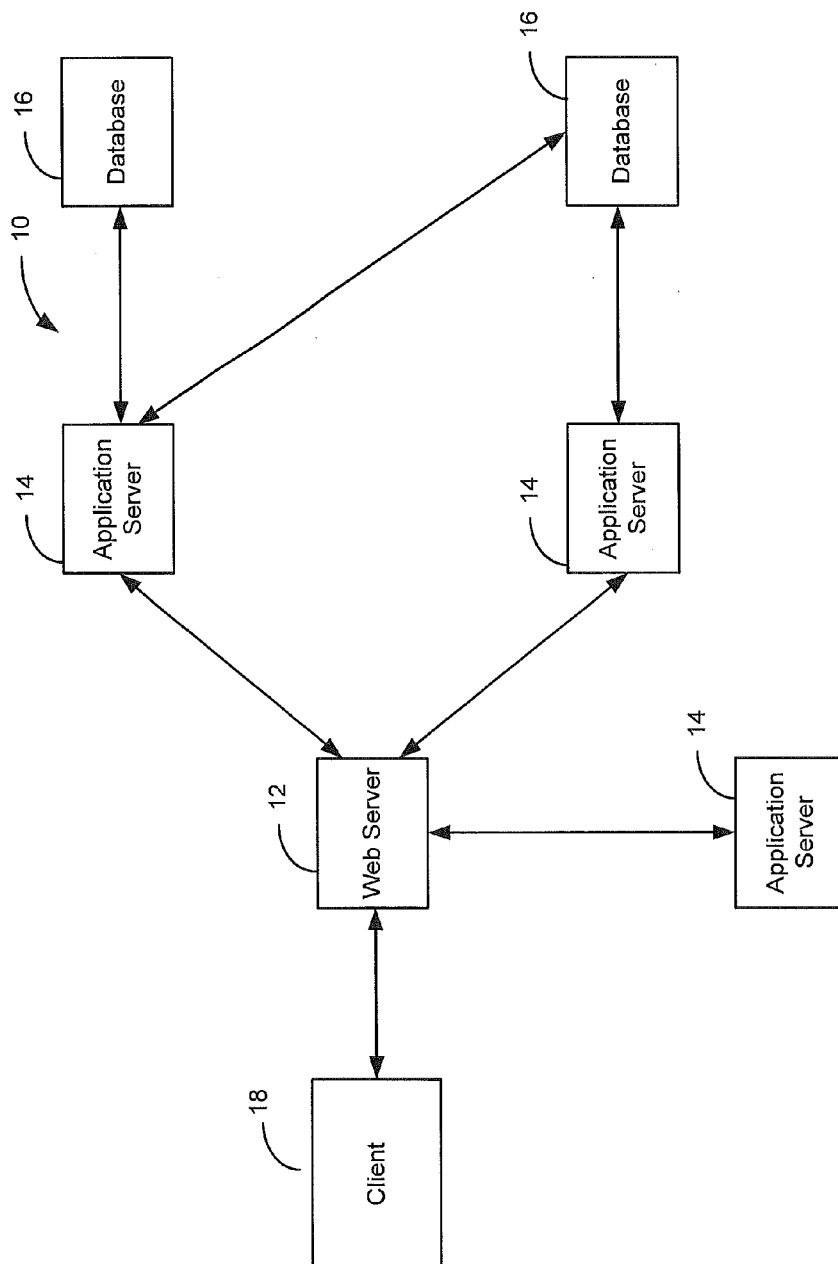 10
16
Database
14
Application
Server
16
Database
14
Application
Server
12
Web Server
18
Client
14
Application
Server